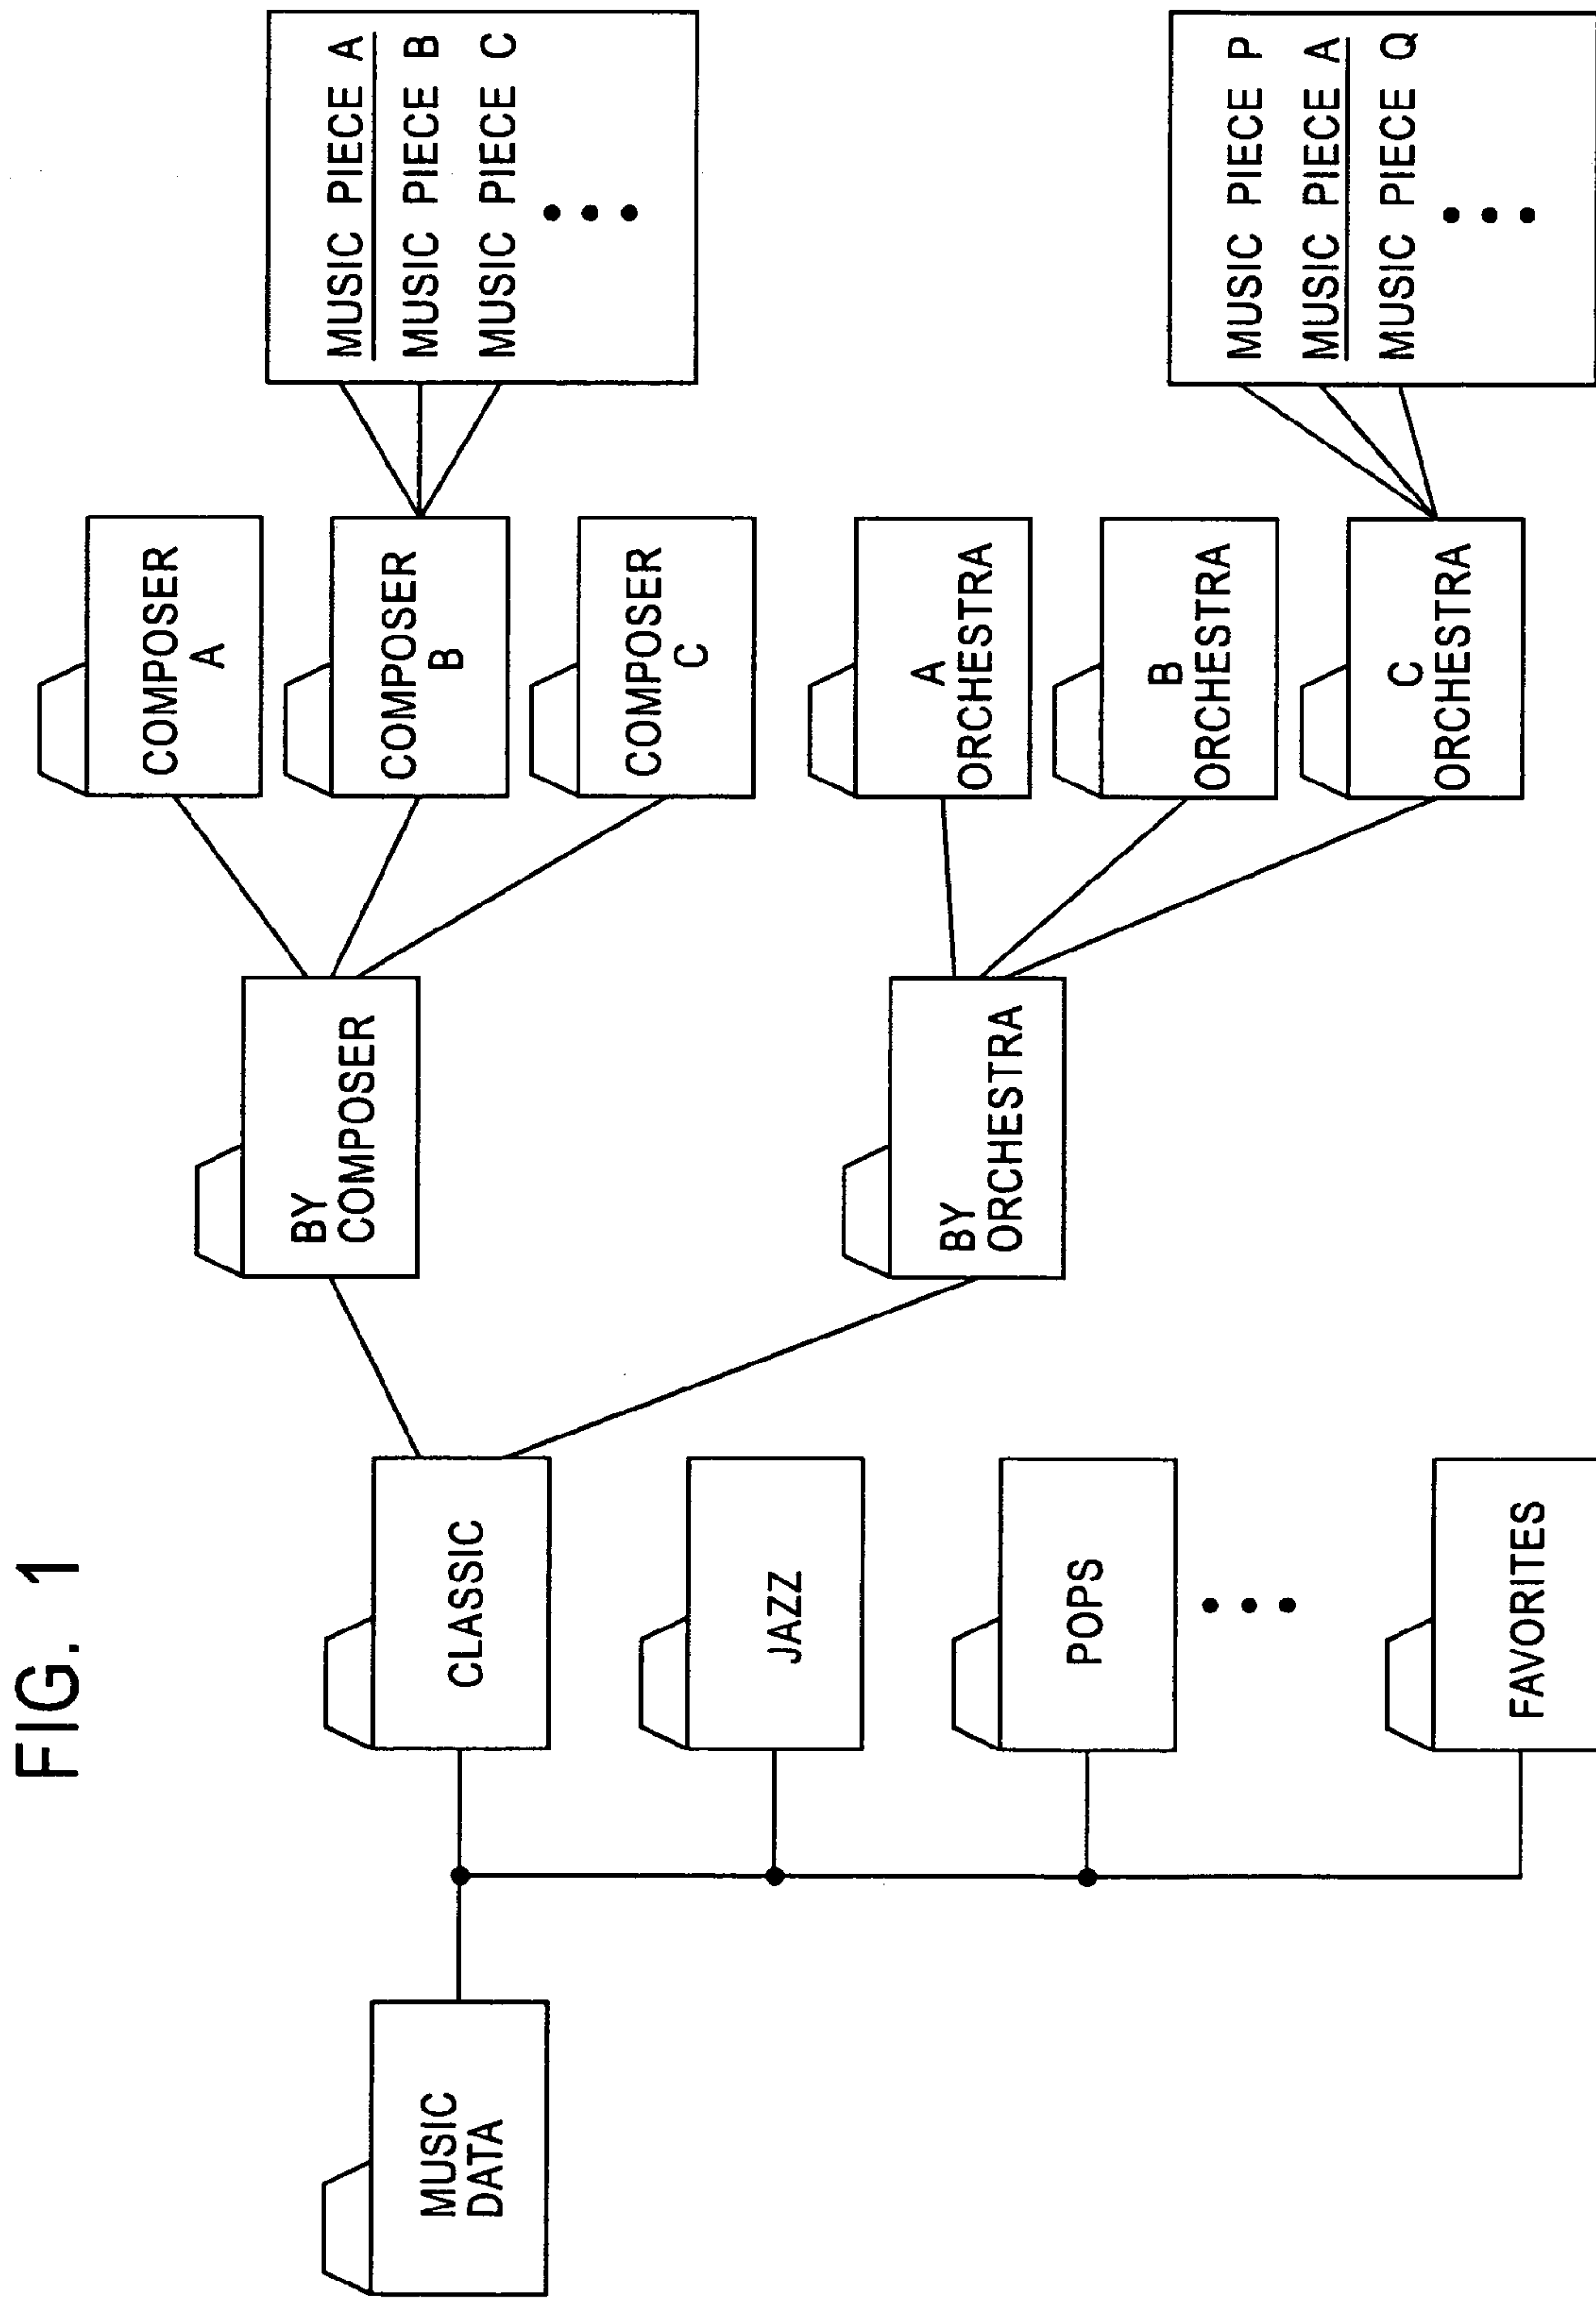 FIG. 1
MUSIC
DATA
CLASSIC
JAZZ
POPS
FAVORITES
BY
COMPOSER
BY
ORCHESTRA
COMPOSER
A
COMPOSER
B
COMPOSER
C
A
ORCHESTRA
B
ORCHESTRA
C
ORCHESTRA
MUSIC PIECE A
MUSIC PIECE B
MUSIC PIECE C
MUSIC PIECE P
MUSIC PIECE A
MUSIC PIECE Q